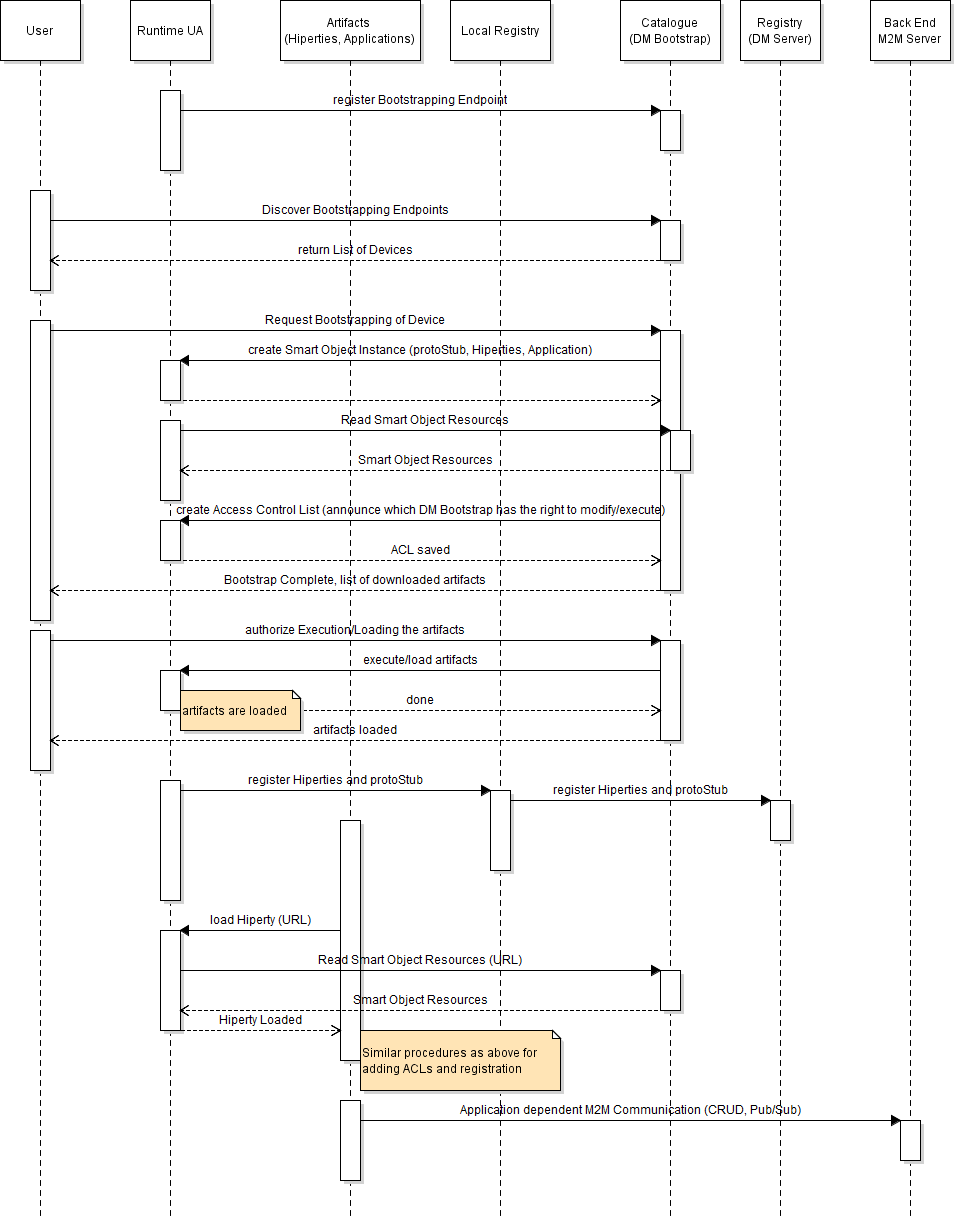 User
Runtime UA
Artifacts
(Hiperties, Applications)
Local Registry
Catalogue
(DM Bootstrap)
Registry
(DM Server)
Back End
M2M Server
register Bootstrapping Endpoint
Discover Bootstrapping Endpoints
return List of Devices
Request Bootstrapping of Device
create Smart Object Instance (protoStub, Hiperties, Application)
Read Smart Object Resources
Smart Object Resources
create Access Control List (announce which DM Bootstrap has the right to modify/execute)
ACL saved
Bootstrap Complete, list of downloaded artifacts
authorize Execution/Loading the artifacts
execute/load artifacts
artifacts are loaded
done
artifacts loaded
register Hiperties and protoStub
register Hiperties and protoStub
load Hiperty (URL)
Read Smart Object Resources (URL)
Smart Object Resources
Hiperty Loaded
Similar procedures as above for
adding ACLs and registration
Application dependent M2M Communication (CRUD, Pub/Sub)